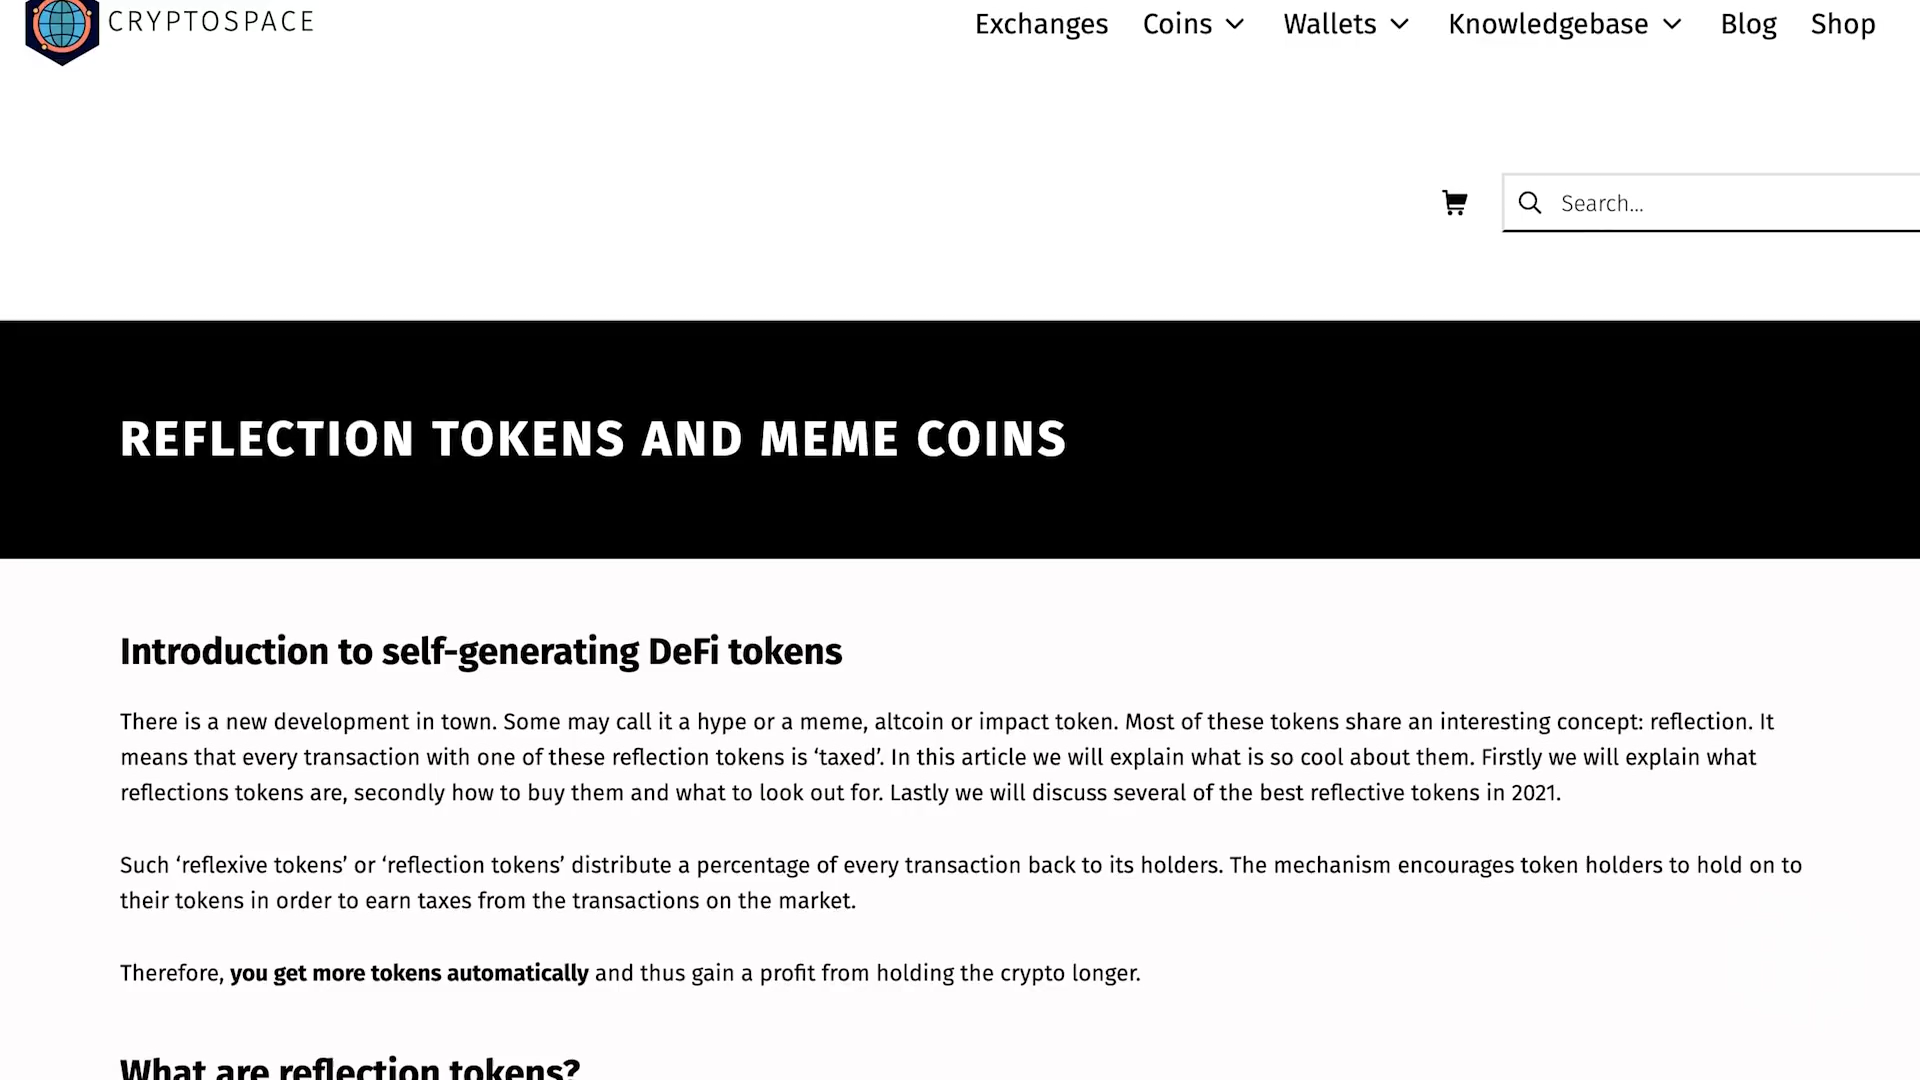 CRYPTOSPACE
Exchanges Coins Wallets Knowledgebase Blog Shop
Search...
REFLECTION TOKENS AND MEME COINS
Introduction to self-generating DeFi tokens
There is a new development in town. Some may call it a hype or a meme, altcoin or impact token. Most of these tokens share an interesting concept: reflection. It
means that every transaction with one of these reflection tokens is ‘taxed’. In this article we will explain what is so cool about them. Firstly we will explain what
reflections tokens are, secondly how to buy them and what to look out for. Lastly we will discuss several of the best reflective tokens in 2021.
Such ‘reflexive tokens’ or ‘reflection tokens’ distribute a percentage of every transaction back to its holders. The mechanism encourages token holders to hold on to
their tokens in order to earn taxes from the transactions on the market.
Therefore, you get more tokens automatically and thus gain a profit from holding the crypto longer.
What are reflection tokens?